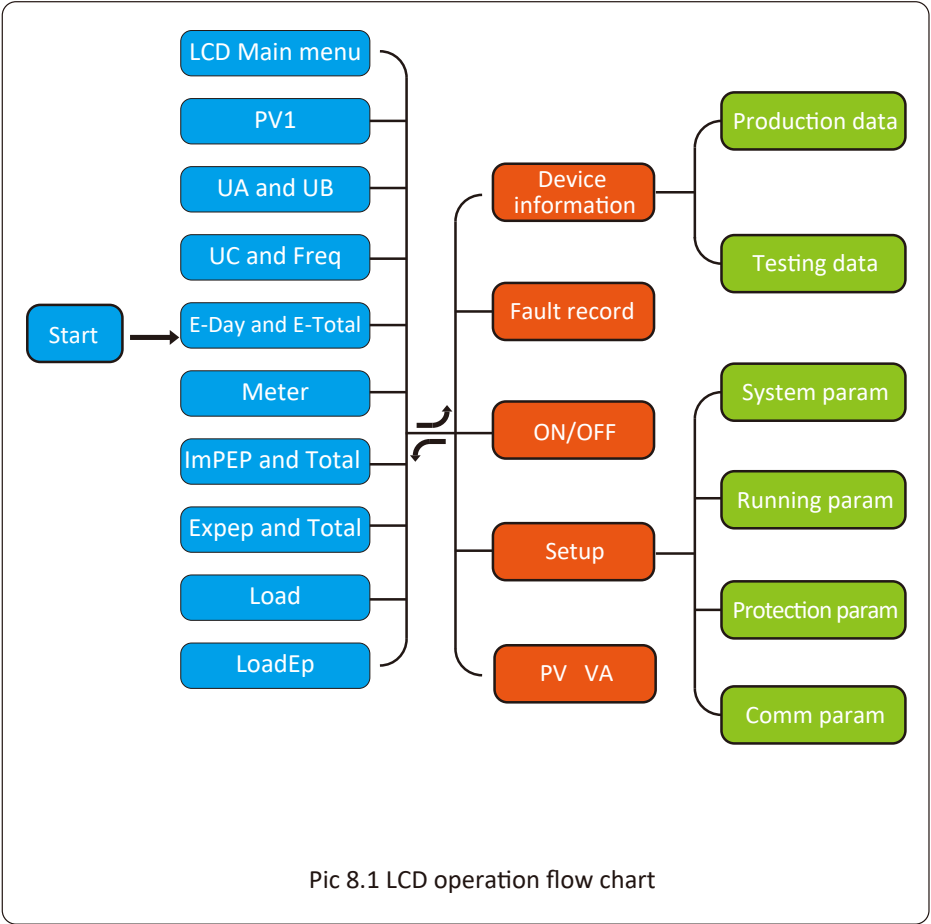 Start
LCD Main menu
PV1
UA and UB
UC and Freq
E-Day and E-Total
Meter
ImPEP and Total
Expep and Total
Load
LoadEp
Device
information
Fault record
ON/OFF
Setup
PV VA
Production data
Testing data
System param
Running param
Protection param
Comm param
Pic 8.1 LCD operation flow chart